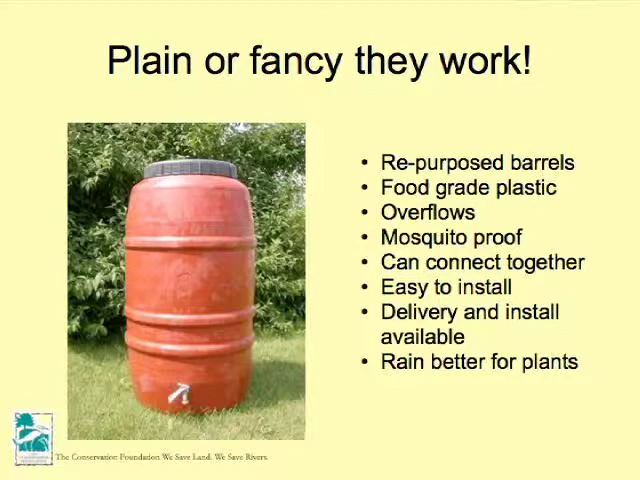 Plain or fancy they work!
• Re-purposed barrels
• Food grade plastic
• Overflows
• Mosquito proof
• Can connect together
• Easy to install
• Delivery and install
available
• Rain better for plants
The Conservation Foundation We Save Land. We Save Rivers.